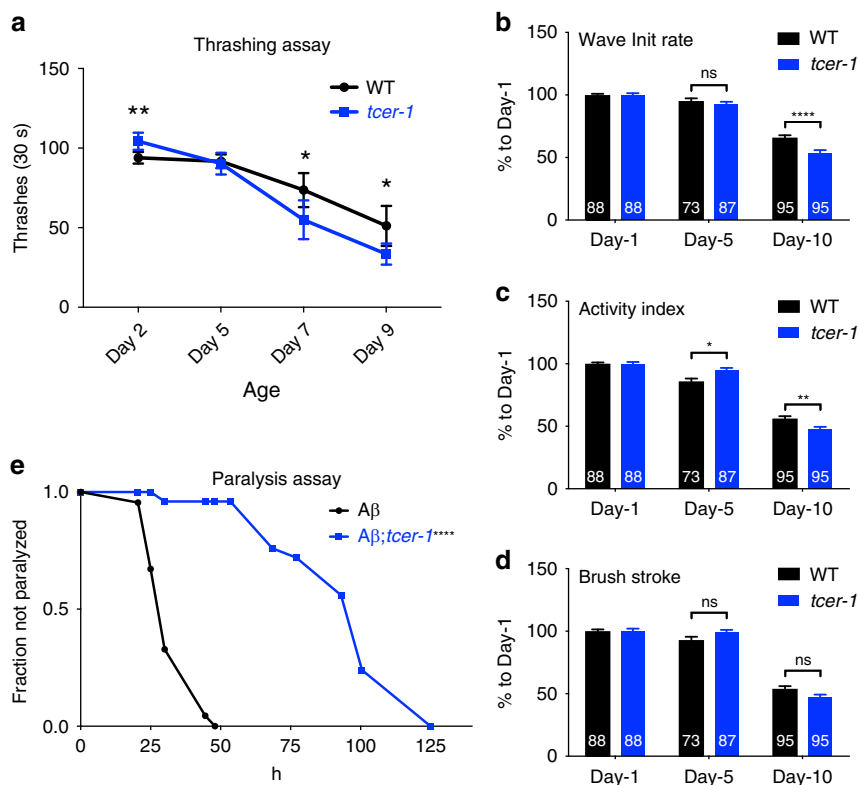 a
Thrashing assay
WT
tcer-1
**
*
*
150
100
50
0
Thrashes (30 s)
Day 2
Day 5
Day 7
Day 9
Age
b
Wave Init rate
WT
tcer-1
ns
****
150
100
50
0
% to Day-1
88
88
73
87
95
95
Day-1
Day-5
Day-10
c
Activity index
WT
tcer-1
*
**
150
100
50
0
% to Day-1
88
88
73
87
95
95
Day-1
Day-5
Day-10
e
Paralysis assay
Aβ
Aβ;tcer-1****
1.0
0.5
0.0
Fraction not paralyzed
0
25
50
75
100
125
h
d
Brush stroke
WT
tcer-1
ns
ns
150
100
50
0
% to Day-1
88
88
73
87
95
95
Day-1
Day-5
Day-10